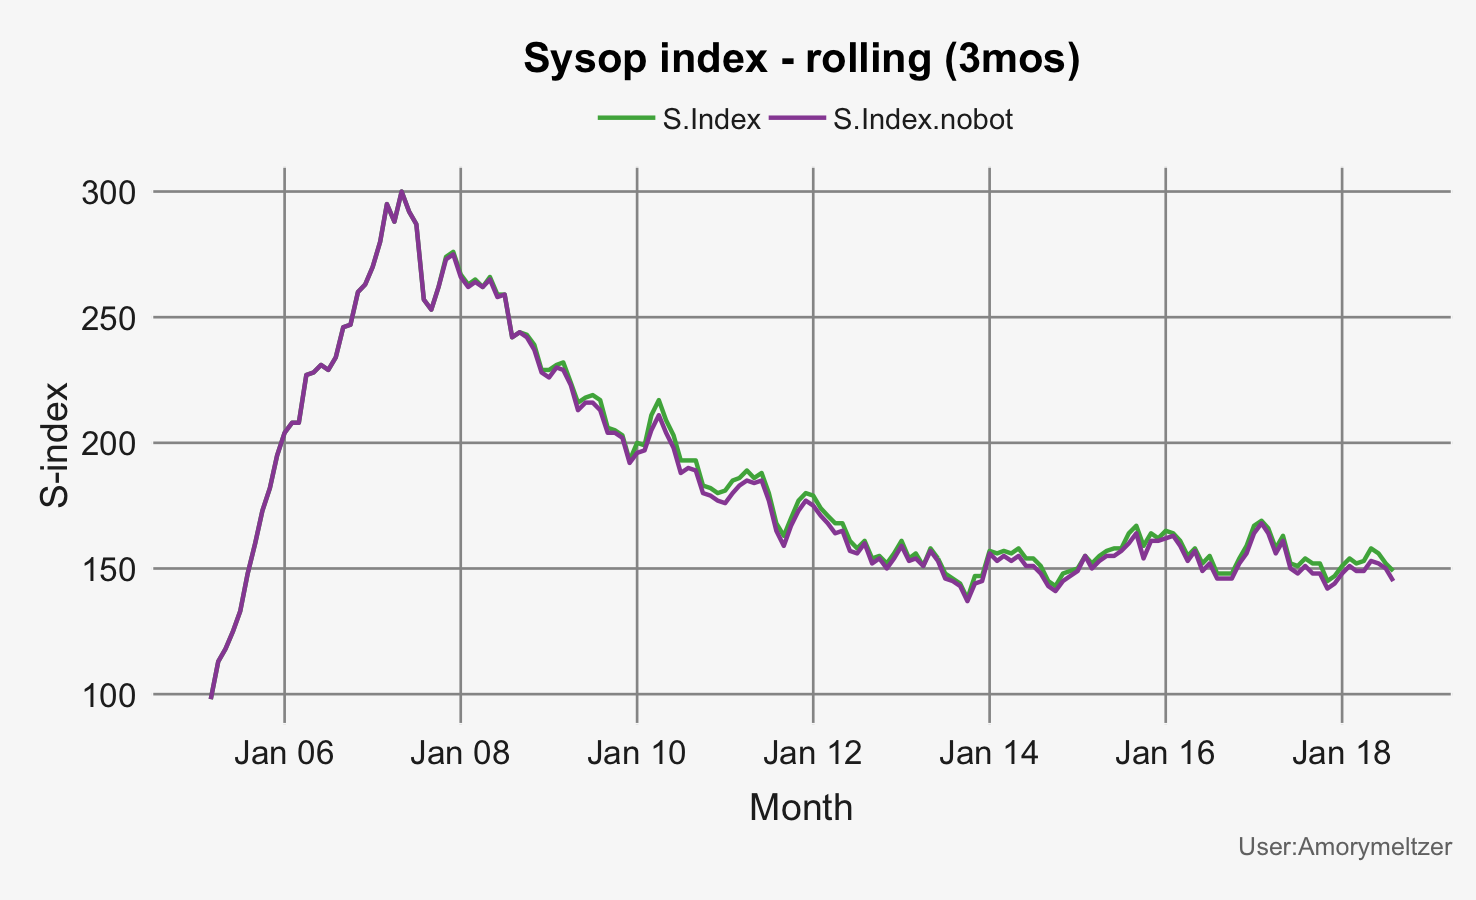 Sysop index - rolling (3mos)
S.Index S.Index.nobot
300
250
200
150
100
S-index
Jan 06 Jan 08 Jan 10 Jan 12 Jan 14 Jan 16 Jan 18
Month
User:Amorymeltzer